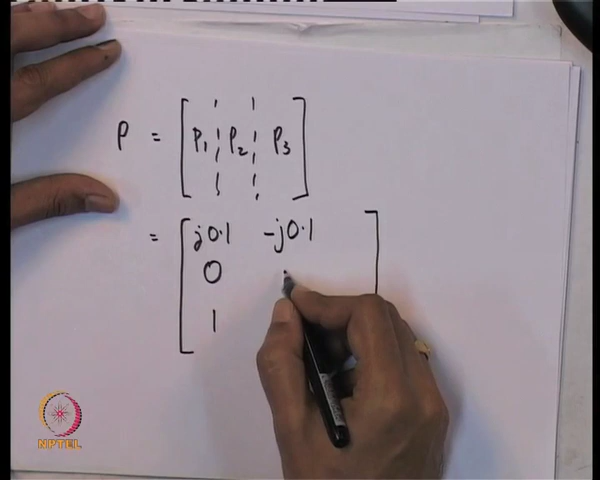 P = [ P1 ¦ P2 ¦ P3 ]
= [ j0.1 -j0.1
0
1 ]
NPTEL